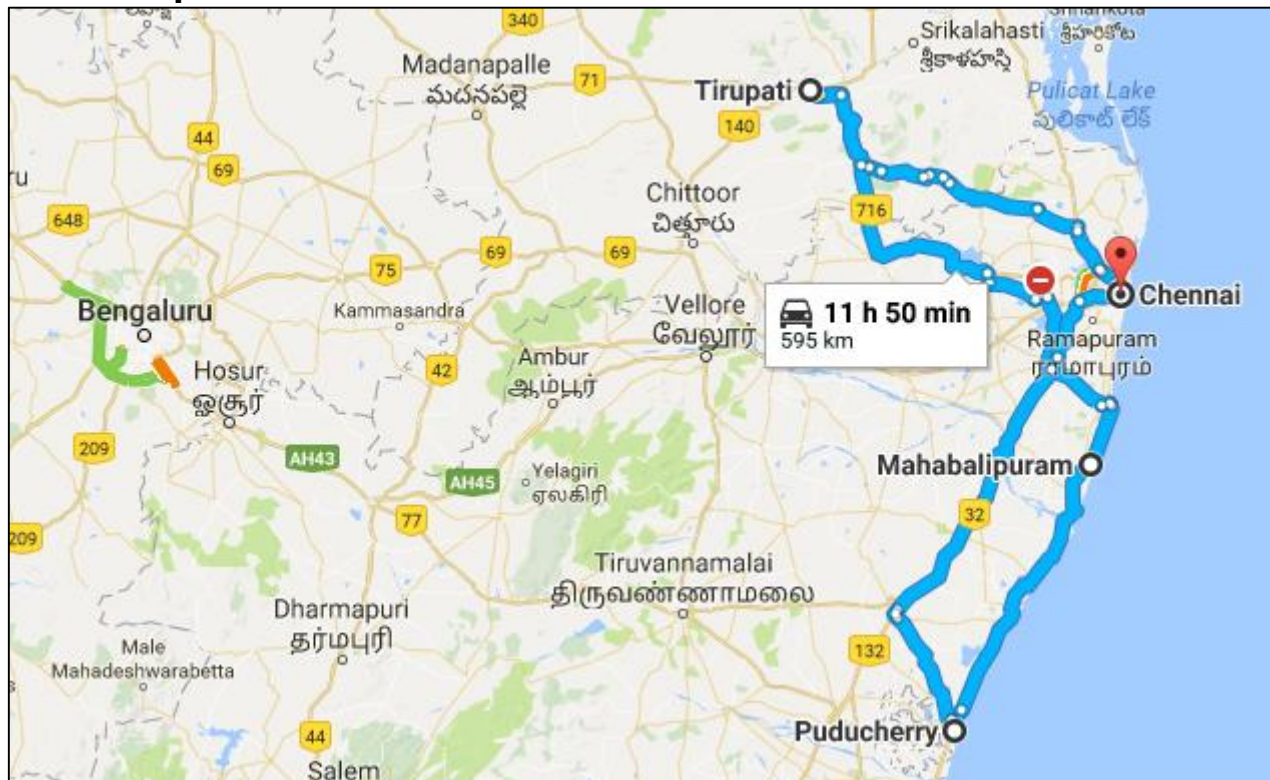 340
Srikalahasti
శ్రీకాళహస్తి
శ్రీహరికోట
Madanapalle
మదనపల్లె
71
Tirupati
Pulicat Lake
పులికాట్ లేక్
140
44
69
ru
Chittoor
చిత్తూరు
716
648
69
69
75
Bengaluru
Kammasandra
Vellore
வேலூர்
11 h 50 min
595 km
Chennai
Ramapuram
ராமாபுரம்
Hosur
ஓசூர்
42
Ambur
ஆம்பூர்
209
AH43
AH45
Yelagiri
ஏலகிரி
Mahabalipuram
77
32
209
Tiruvannamalai
திருவண்ணாமலை
Dharmapuri
தர்மபுரி
132
Male
Mahadeshwarabetta
Puducherry
44
Salem